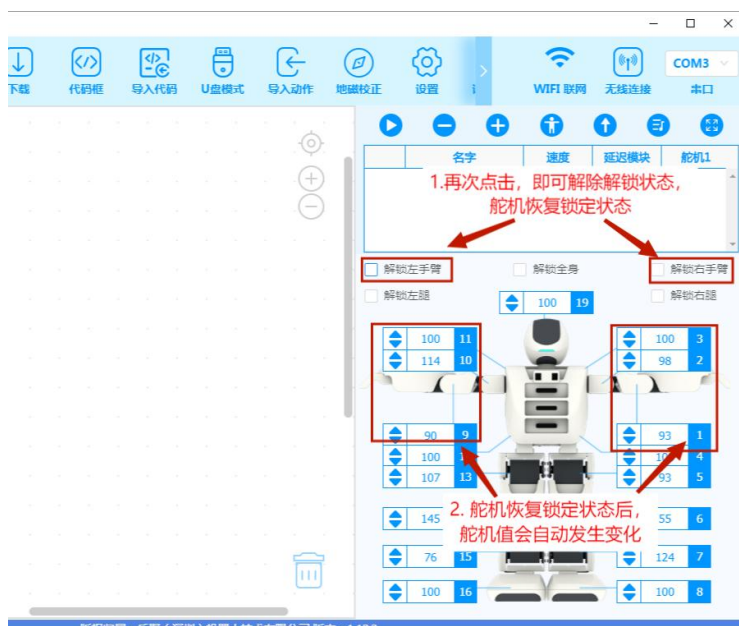 下载 代码框 导入代码 U盘模式 导入动作 地磁校正 设置 WIFI 联网 无线连接 COM3 串口
名字 速度 延迟模块 舵机1
1.再次点击，即可解除解锁状态，
舵机恢复锁定状态
解锁左手臂 解锁全身 解锁右手臂
解锁左腿 解锁右腿
100 19
100 11 100 3
114 10 98 2
90 9 93 1
100 4
107 13 93 5
145 2. 舵机恢复锁定状态后， 55 6
舵机值会自动发生变化
76 15 124 7
100 16 100 8